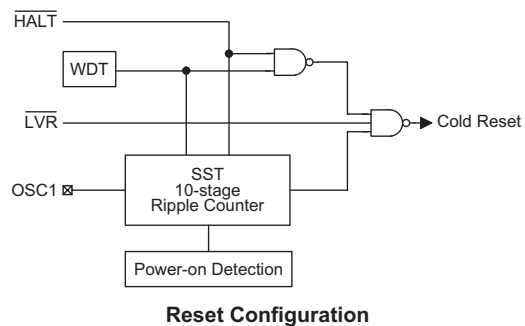 HALT
WDT
LVR
Cold Reset
SST
10-stage
Ripple Counter
OSC1
Power-on Detection
Reset Configuration